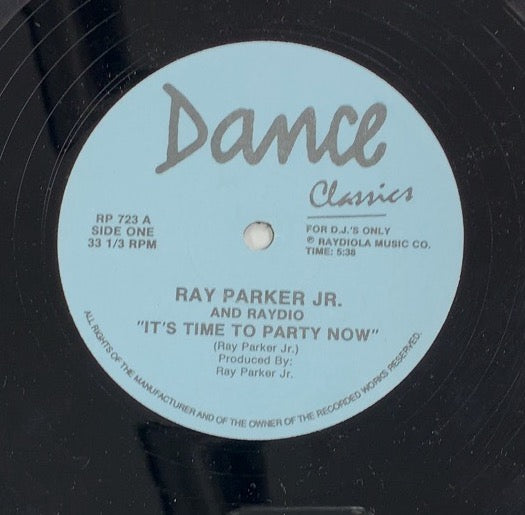 Dance
Classics
RP 723 A
SIDE ONE
33 1/3 RPM
FOR D.J.'S ONLY
℗ RAYDIOLA MUSIC CO.
TIME: 5:38
RAY PARKER JR.
AND RAYDIO
"IT'S TIME TO PARTY NOW"
(Ray Parker Jr.)
Produced By:
Ray Parker Jr.
ALL RIGHTS OF THE MANUFACTURER AND OF THE OWNER OF THE RECORDED WORKS RESERVED.